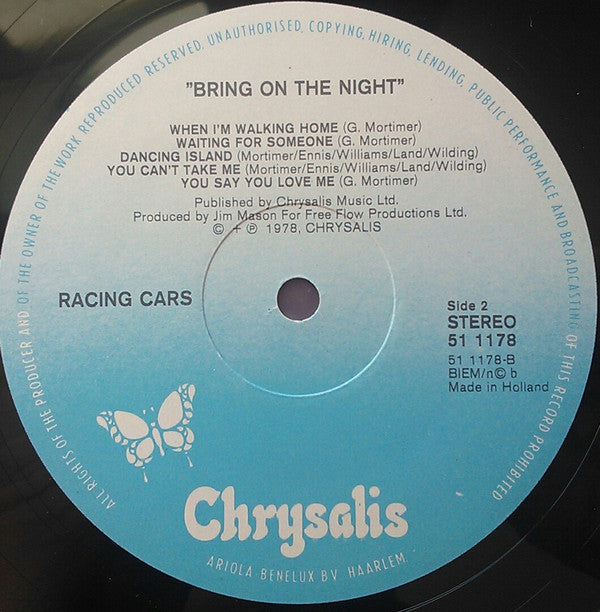 ALL RIGHTS OF THE PRODUCER AND OF THE OWNER OF THE WORK REPRODUCED RESERVED. UNAUTHORISED, COPYING, HIRING, LENDING, PUBLIC PERFORMANCE AND BROADCASTING OF THIS RECORD PROHIBITED
"BRING ON THE NIGHT"
WHEN I'M WALKING HOME (G. Mortimer)
WAITING FOR SOMEONE (G. Mortimer)
DANCING ISLAND (Mortimer/Ennis/Williams/Land/Wilding)
YOU CAN'T TAKE ME (Mortimer/Ennis/Williams/Land/Wilding)
YOU SAY YOU LOVE ME (G. Mortimer)
Published by Chrysalis Music Ltd.
Produced by Jim Mason For Free Flow Productions Ltd.
© + ℗ 1978, CHRYSALIS
RACING CARS
Side 2
STEREO
51 1178
51 1178-B
BIEM/n© b
Made in Holland
Chrysalis
ARIOLA BENELUX BV HAARLEM